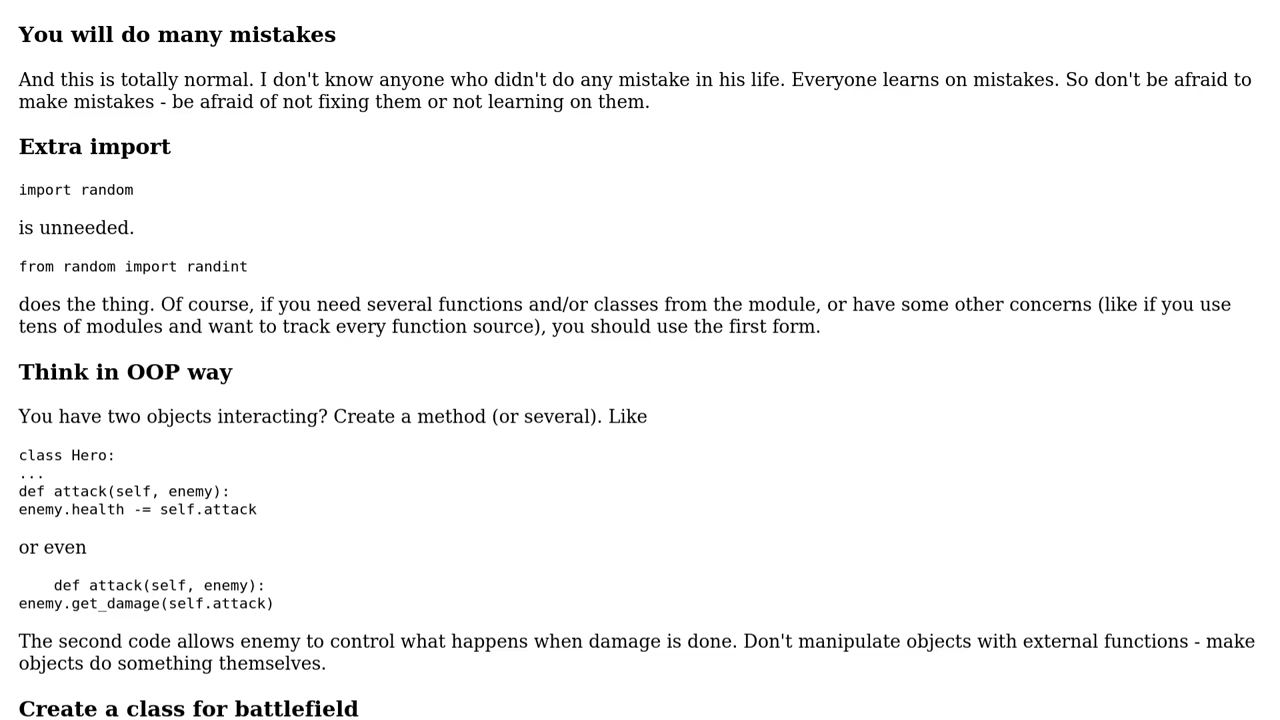 You will do many mistakes
And this is totally normal. I don't know anyone who didn't do any mistake in his life. Everyone learns on mistakes. So don't be afraid to
make mistakes - be afraid of not fixing them or not learning on them.
Extra import
import random
is unneeded.
from random import randint
does the thing. Of course, if you need several functions and/or classes from the module, or have some other concerns (like if you use
tens of modules and want to track every function source), you should use the first form.
Think in OOP way
You have two objects interacting? Create a method (or several). Like
class Hero:
...
def attack(self, enemy):
enemy.health -= self.attack
or even
    def attack(self, enemy):
enemy.get_damage(self.attack)
The second code allows enemy to control what happens when damage is done. Don't manipulate objects with external functions - make
objects do something themselves.
Create a class for battlefield